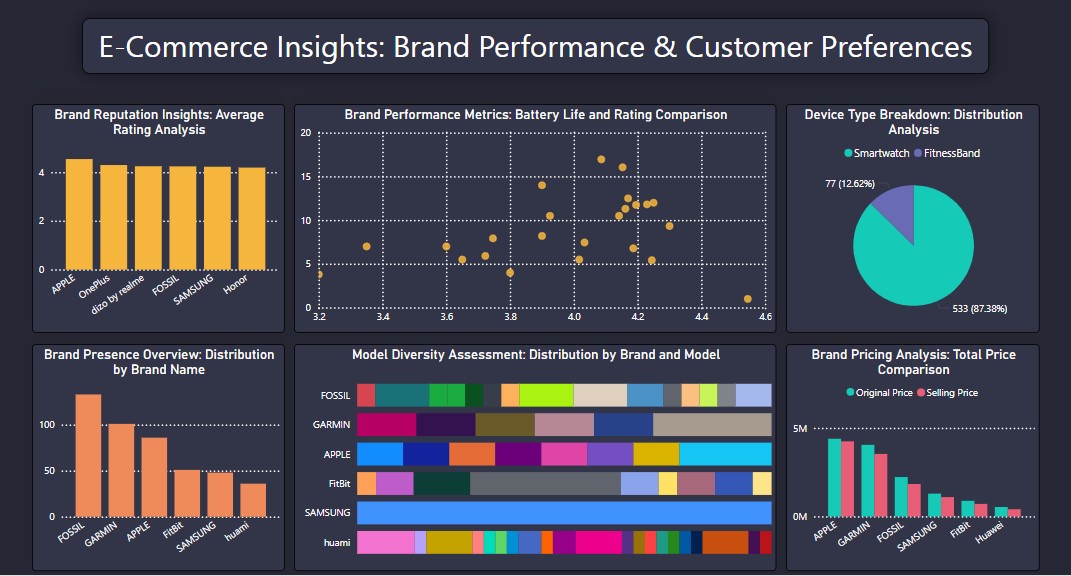 E-Commerce Insights: Brand Performance & Customer Preferences
Brand Reputation Insights: Average
Rating Analysis
4
2
0
APPLE
OnePlus
dizo by realme
FOSSIL
SAMSUNG
Honor
Brand Performance Metrics: Battery Life and Rating Comparison
20
15
10
5
0
3.2
3.4
3.6
3.8
4.0
4.2
4.4
4.6
Device Type Breakdown: Distribution
Analysis
Smartwatch
FitnessBand
77 (12.62%)
533 (87.38%)
Brand Presence Overview: Distribution
by Brand Name
100
50
0
FOSSIL
GARMIN
APPLE
FitBit
SAMSUNG
huami
Model Diversity Assessment: Distribution by Brand and Model
FOSSIL
GARMIN
APPLE
FitBit
SAMSUNG
huami
Brand Pricing Analysis: Total Price
Comparison
Original Price
Selling Price
5M
0M
APPLE
GARMIN
FOSSIL
SAMSUNG
FitBit
Huawei